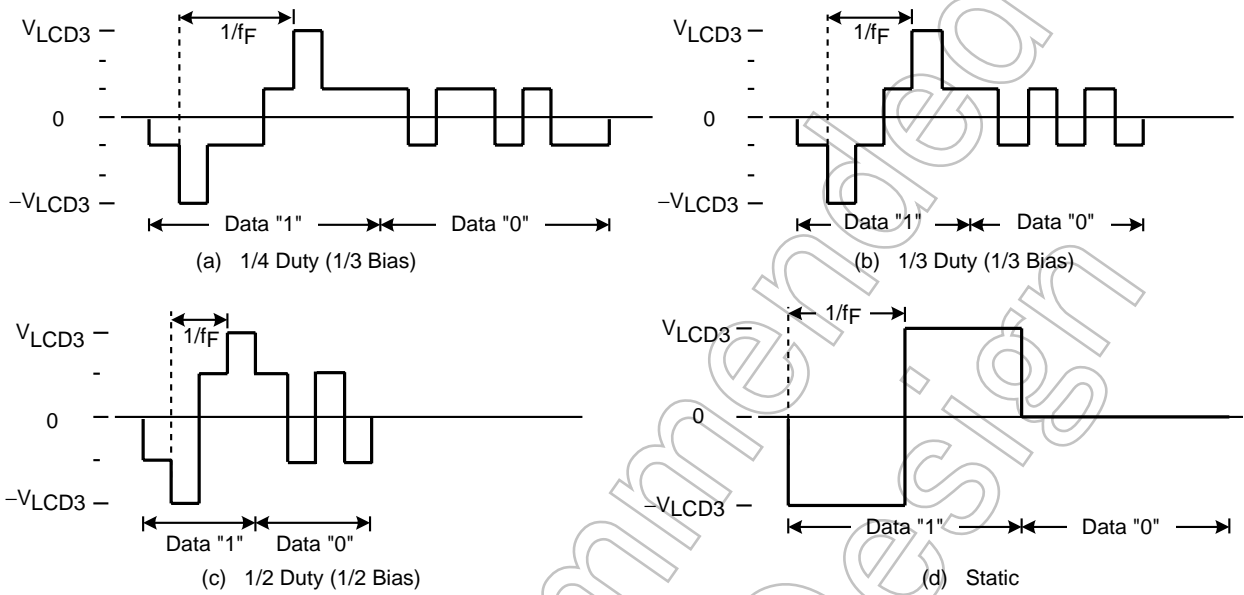 VLCD3
1/fF
0
−VLCD3
Data "1"
Data "0"
(a) 1/4 Duty (1/3 Bias)
VLCD3
1/fF
0
−VLCD3
Data "1"
Data "0"
(b) 1/3 Duty (1/3 Bias)
VLCD3
1/fF
0
−VLCD3
Data "1"
Data "0"
(c) 1/2 Duty (1/2 Bias)
VLCD3
1/fF
0
−VLCD3
Data "1"
Data "0"
(d) Static
mmended
Design